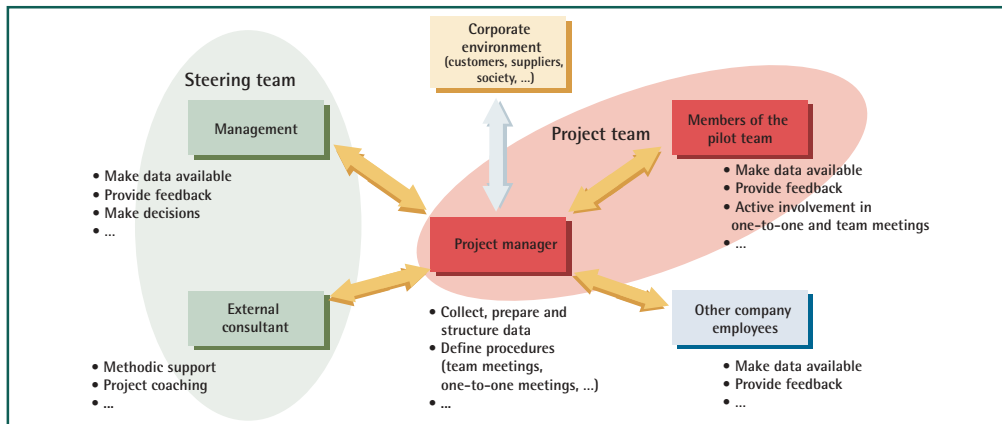 Corporate
environment
(customers, suppliers,
society, ...)
Steering team
Management
• Make data available
• Provide feedback
• Make decisions
• ...
Project team
Members of the
pilot team
• Make data available
• Provide feedback
• Active involvement in
one-to-one and team meetings
• ...
Project manager
• Collect, prepare and
structure data
• Define procedures
(team meetings,
one-to-one meetings, ...)
• ...
External
consultant
• Methodic support
• Project coaching
• ...
Other company
employees
• Make data available
• Provide feedback
• ...